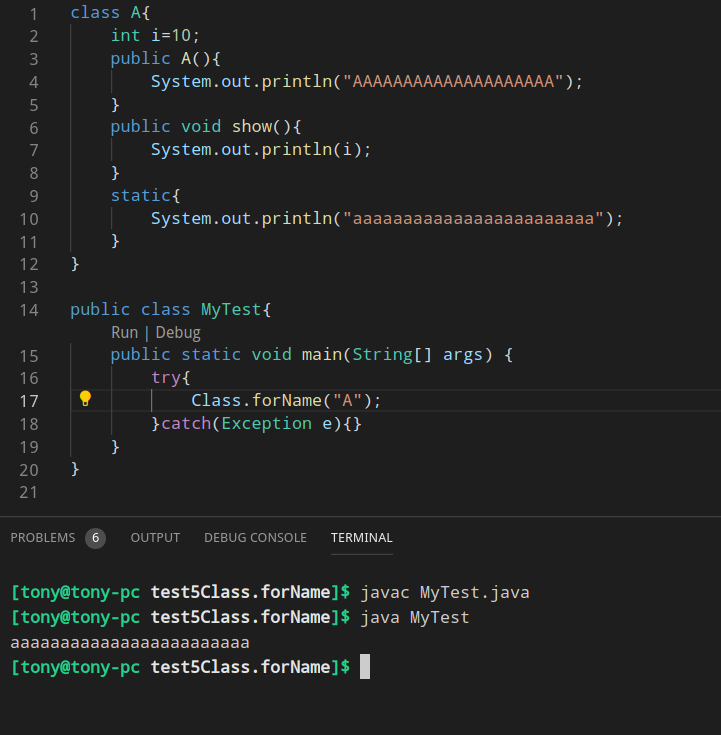 1 class A{
2     int i=10;
3     public A(){
4         System.out.println("AAAAAAAAAAAAAAAAAAAA");
5     }
6     public void show(){
7         System.out.println(i);
8     }
9     static{
10         System.out.println("aaaaaaaaaaaaaaaaaaaaaaaa");
11     }
12 }
13
14 public class MyTest{
Run | Debug
15     public static void main(String[] args) {
16         try{
17             Class.forName("A");
18         }catch(Exception e){}
19     }
20 }
21
PROBLEMS 6 OUTPUT DEBUG CONSOLE TERMINAL
[tony@tony-pc test5Class.forName]$ javac MyTest.java
[tony@tony-pc test5Class.forName]$ java MyTest
aaaaaaaaaaaaaaaaaaaaaaaa
[tony@tony-pc test5Class.forName]$